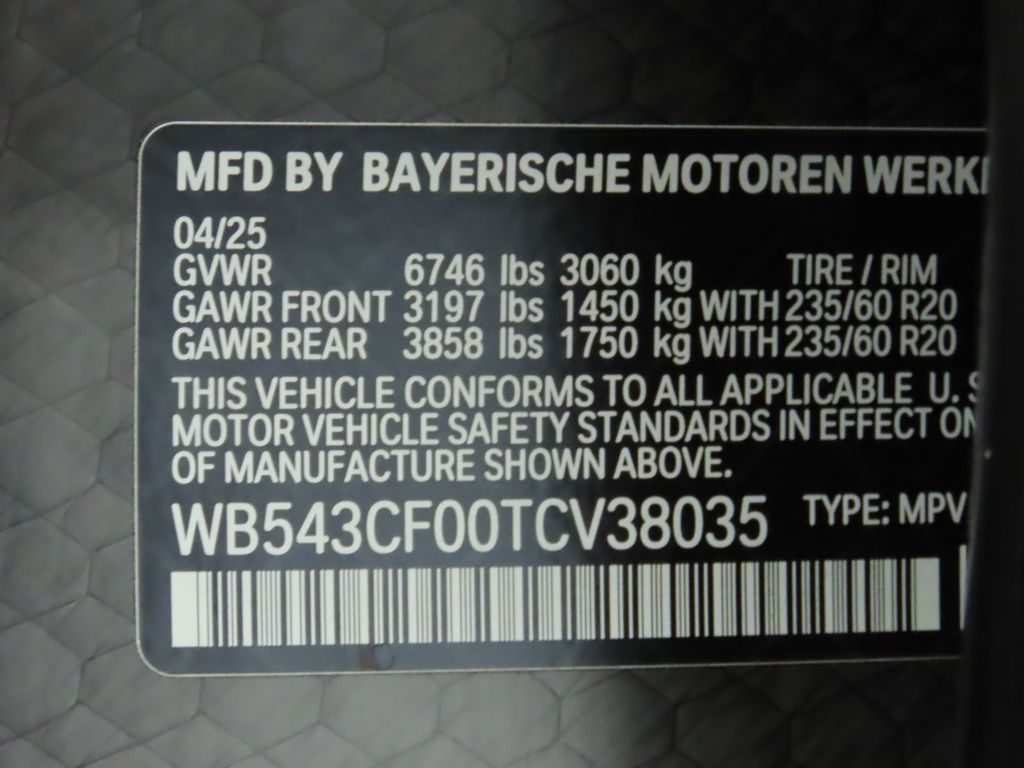 MFD BY BAYERISCHE MOTOREN
04/25
GVWR 6746 lbs 3060 kg TIRE / RIM
GAWR FRONT 3197 lbs 1450 kg WITH 235/60 R20
GAWR REAR 3858 lbs 1750 kg WITH 235/60 R20
THIS VEHICLE CONFORMS TO ALL APPLICABLE U.
MOTOR VEHICLE SAFETY STANDARDS IN EFFECT ON
OF MANUFACTURE SHOWN ABOVE.
WB543CF00TCV38035 TYPE: MPV